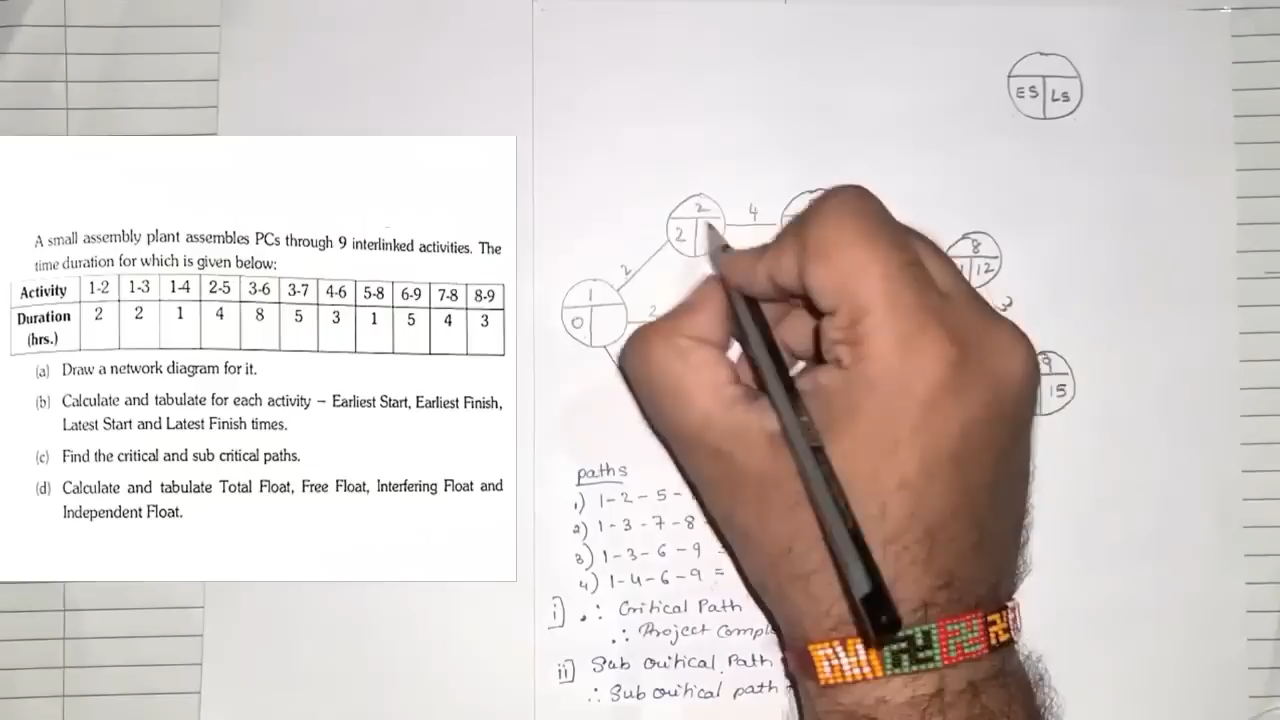 A small assembly plant assembles PCs through 9 interlinked activities. The
time duration for which is given below:
Activity 1-2 1-3 1-4 2-5 3-6 3-7 4-6 5-8 6-9 7-8 8-9
Duration (hrs.) 2 2 1 4 8 5 3 1 5 4 3
(a) Draw a network diagram for it.
(b) Calculate and tabulate for each activity – Earliest Start, Earliest Finish,
Latest Start and Latest Finish times.
(c) Find the critical and sub critical paths.
(d) Calculate and tabulate Total Float, Free Float, Interfering Float and
Independent Float.
ES LS
2
2
4
8
12
2
3
1
0
2
9
15
paths
1) 1-2-5-
2) 1-3-7-8
3) 1-3-6-9
4) 1-4-6-9 =
i] ∴ Critical Path
∴ Project
ii] Sub critical Path
∴ Sub critical path